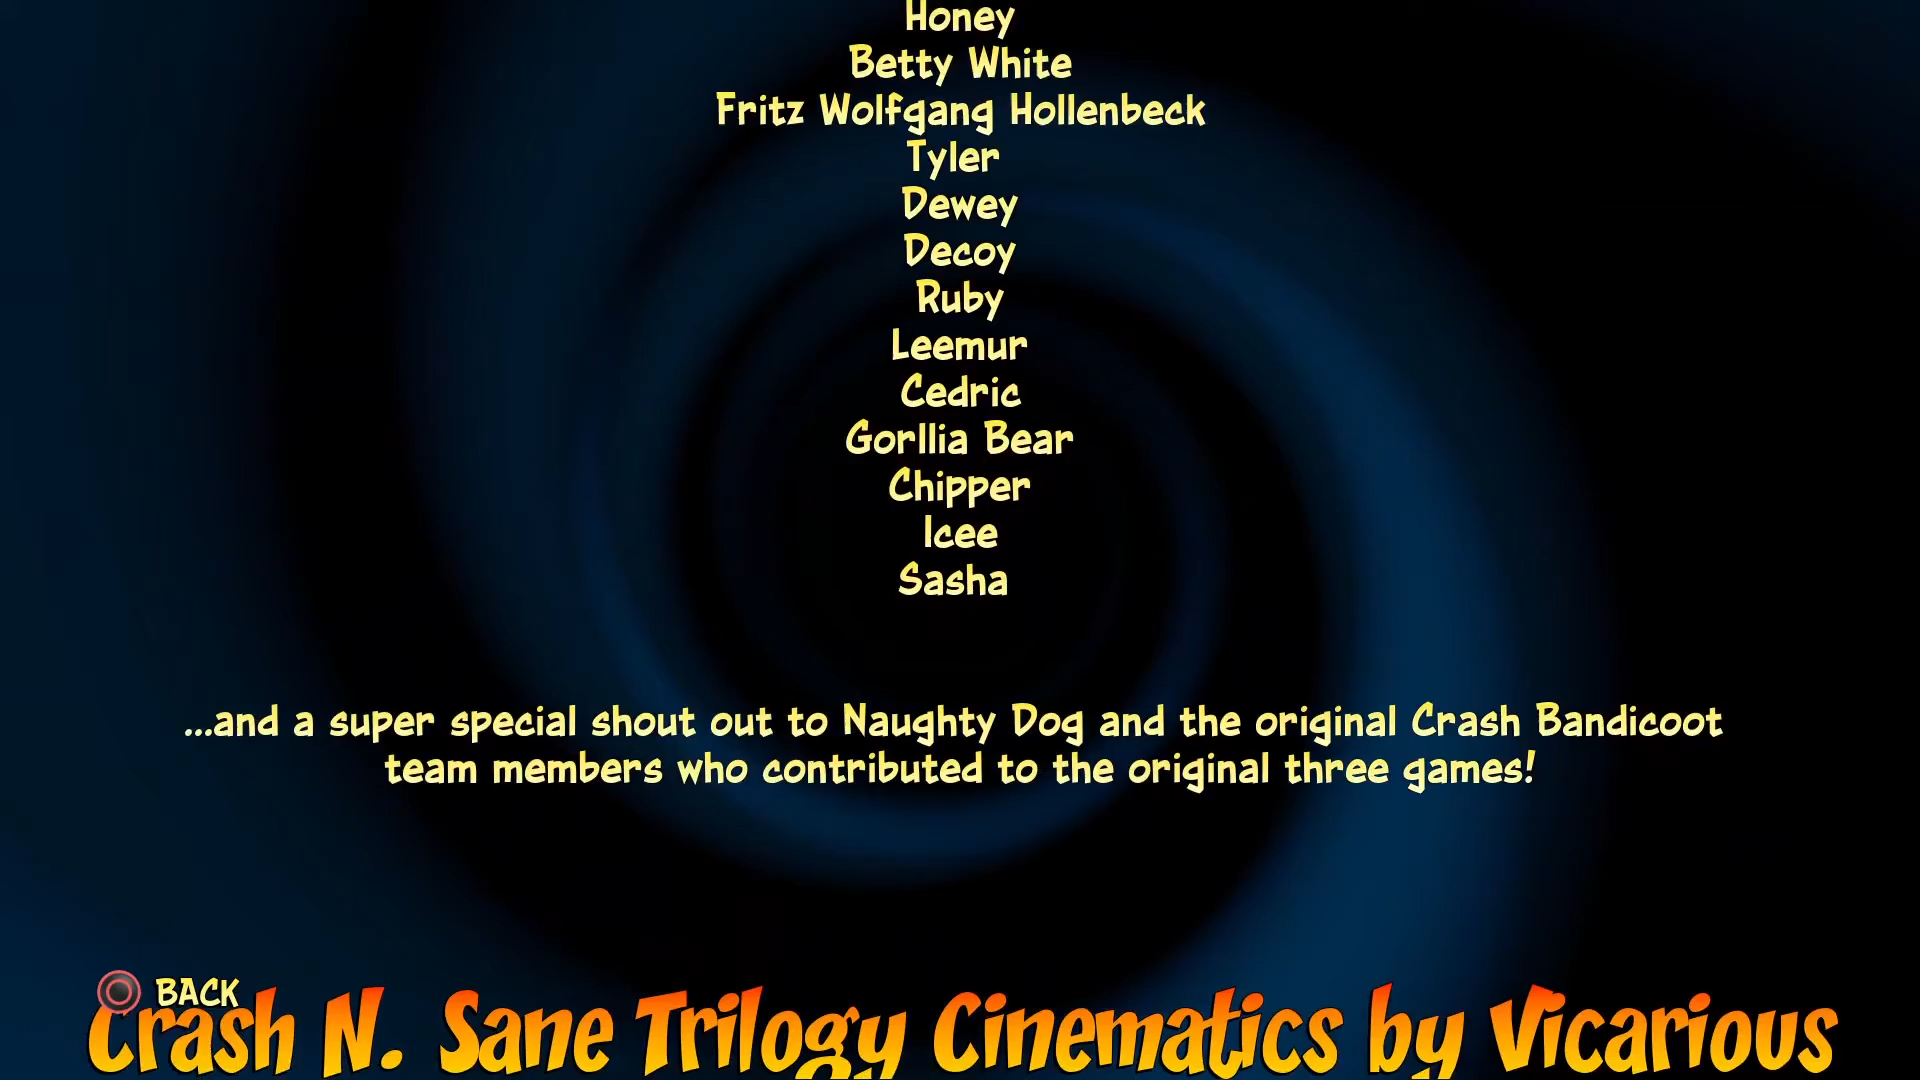 Honey
Betty White
Fritz Wolfgang Hollenbeck
Tyler
Dewey
Decoy
Ruby
Leemur
Cedric
Gorllia Bear
Chipper
Icee
Sasha
...and a super special shout out to Naughty Dog and the original Crash Bandicoot
team members who contributed to the original three games!
BACK
Crash N. Sane Trilogy Cinematics by Vicarious